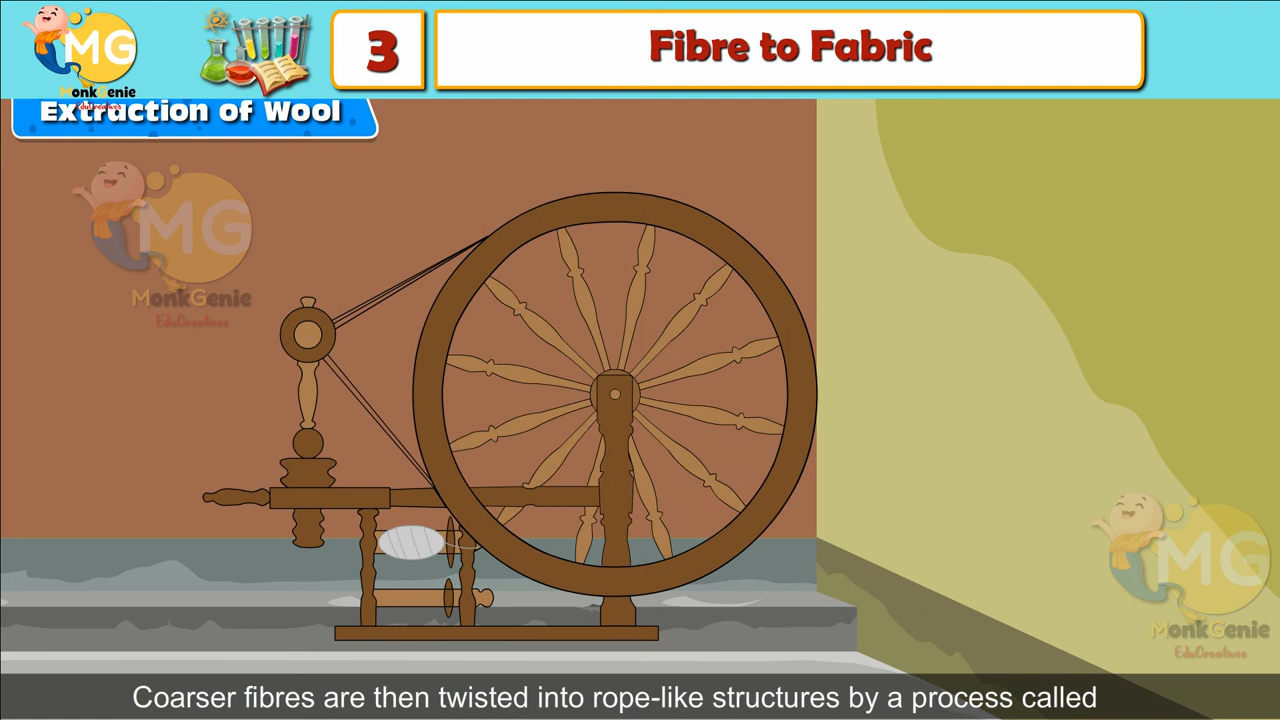 MG
MonkGenie
EduCreatives
3
Fibre to Fabric
Extraction of Wool
MG
MonkGenie
EduCreatives
MG
MonkGenie
EduCreatives
Coarser fibres are then twisted into rope-like structures by a process called